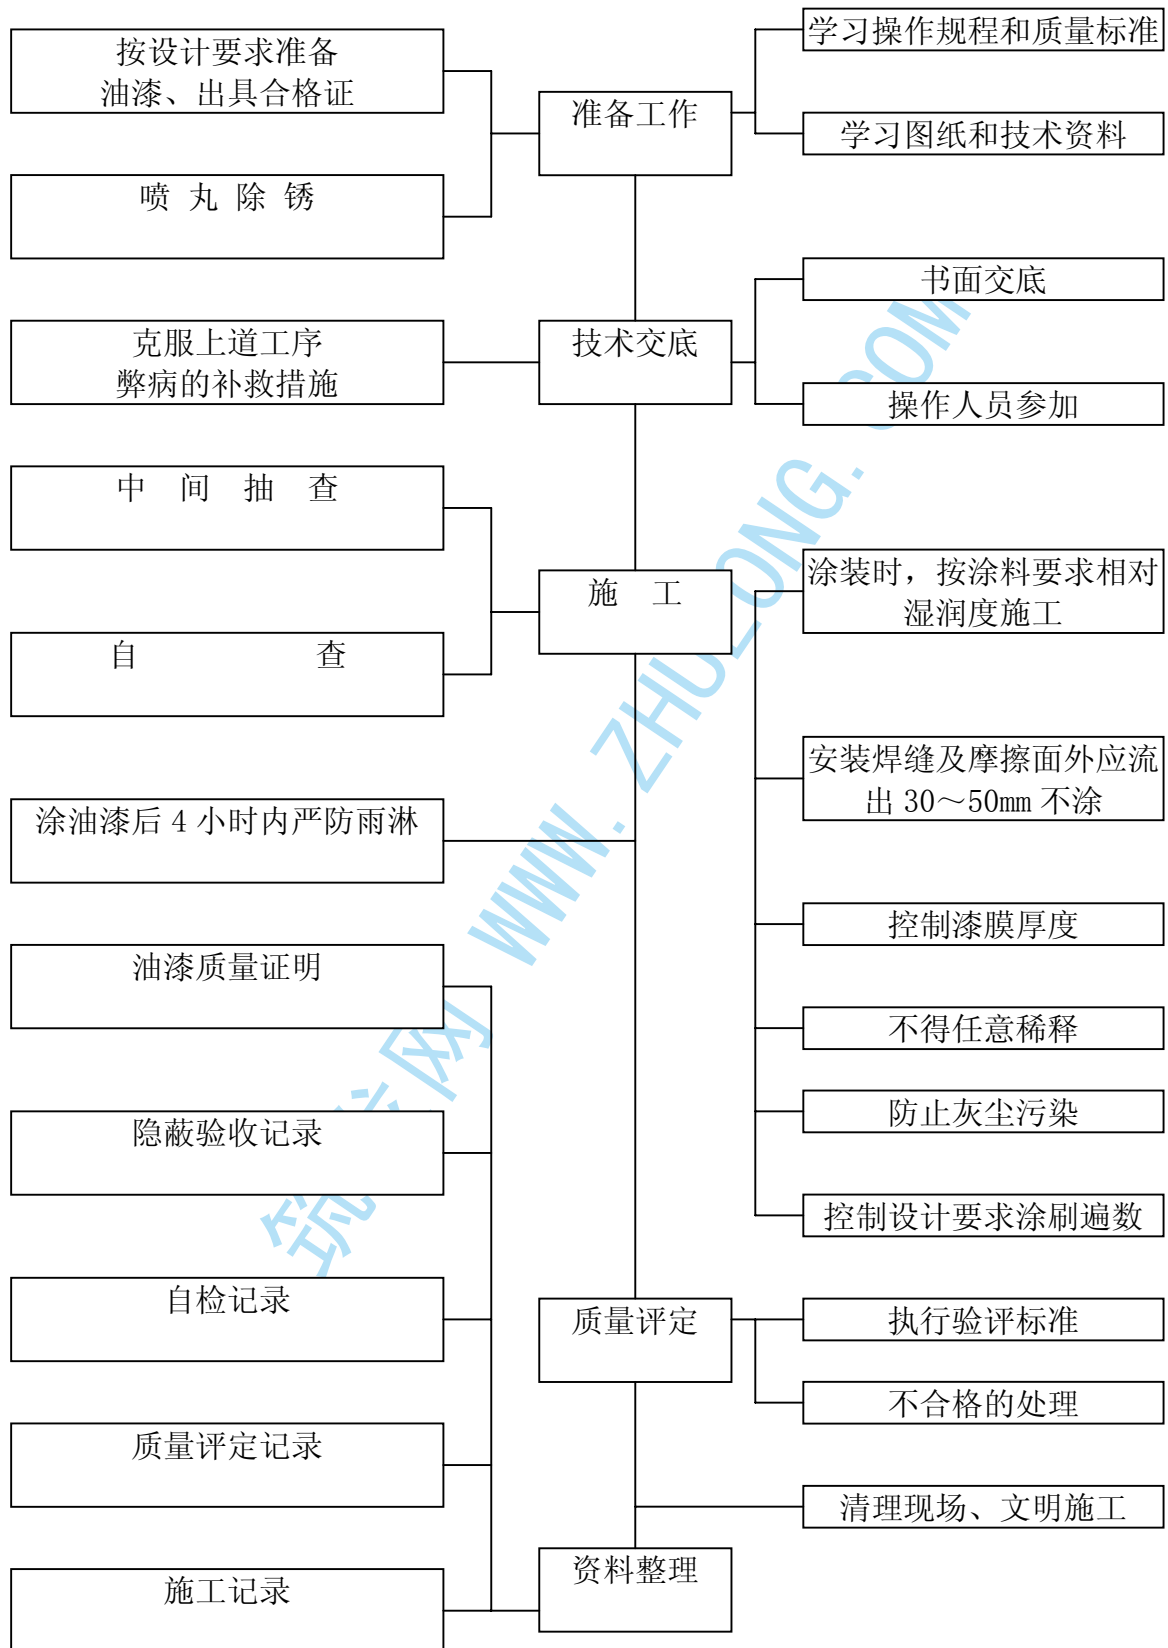 学习操作规程和质量标准
按设计要求准备
油漆、出具合格证
准备工作
学习图纸和技术资料
喷 丸 除 锈
书面交底
克服上道工序
弊病的补救措施
技术交底
操作人员参加
中 间 抽 查
施 工
涂装时，按涂料要求相对
湿润度施工
自 查
安装焊缝及摩擦面外应流
出 30～50mm 不涂
涂油漆后 4 小时内严防雨淋
控制漆膜厚度
油漆质量证明
不得任意稀释
防止灰尘污染
隐蔽验收记录
控制设计要求涂刷遍数
自检记录
质量评定
执行验评标准
不合格的处理
质量评定记录
清理现场、文明施工
资料整理
施工记录
筑 网 WWW. ZHULONG. COM